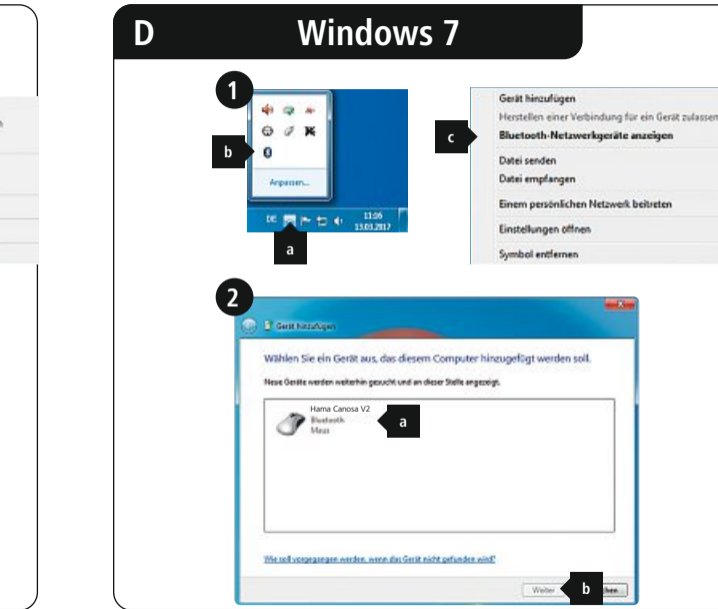 D
Windows 7
1
b
Anpassen...
DE
11:06
13.03.2017
a
c
Gerät hinzufügen
Herstellen einer Verbindung für ein Gerät zulassen
Bluetooth-Netzwerkgeräte anzeigen
Datei senden
Datei empfangen
Einem persönlichen Netzwerk beitreten
Einstellungen öffnen
Symbol entfernen
2
Gerät hinzufügen
Wählen Sie ein Gerät aus, das diesem Computer hinzugefügt werden soll.
Neue Geräte werden weiterhin gesucht und an dieser Stelle angezeigt.
Hama Canosa V2
Bluetooth
Maus
a
Wie soll vorgegangen werden, wenn das Gerät nicht gefunden wird?
Weiter
b